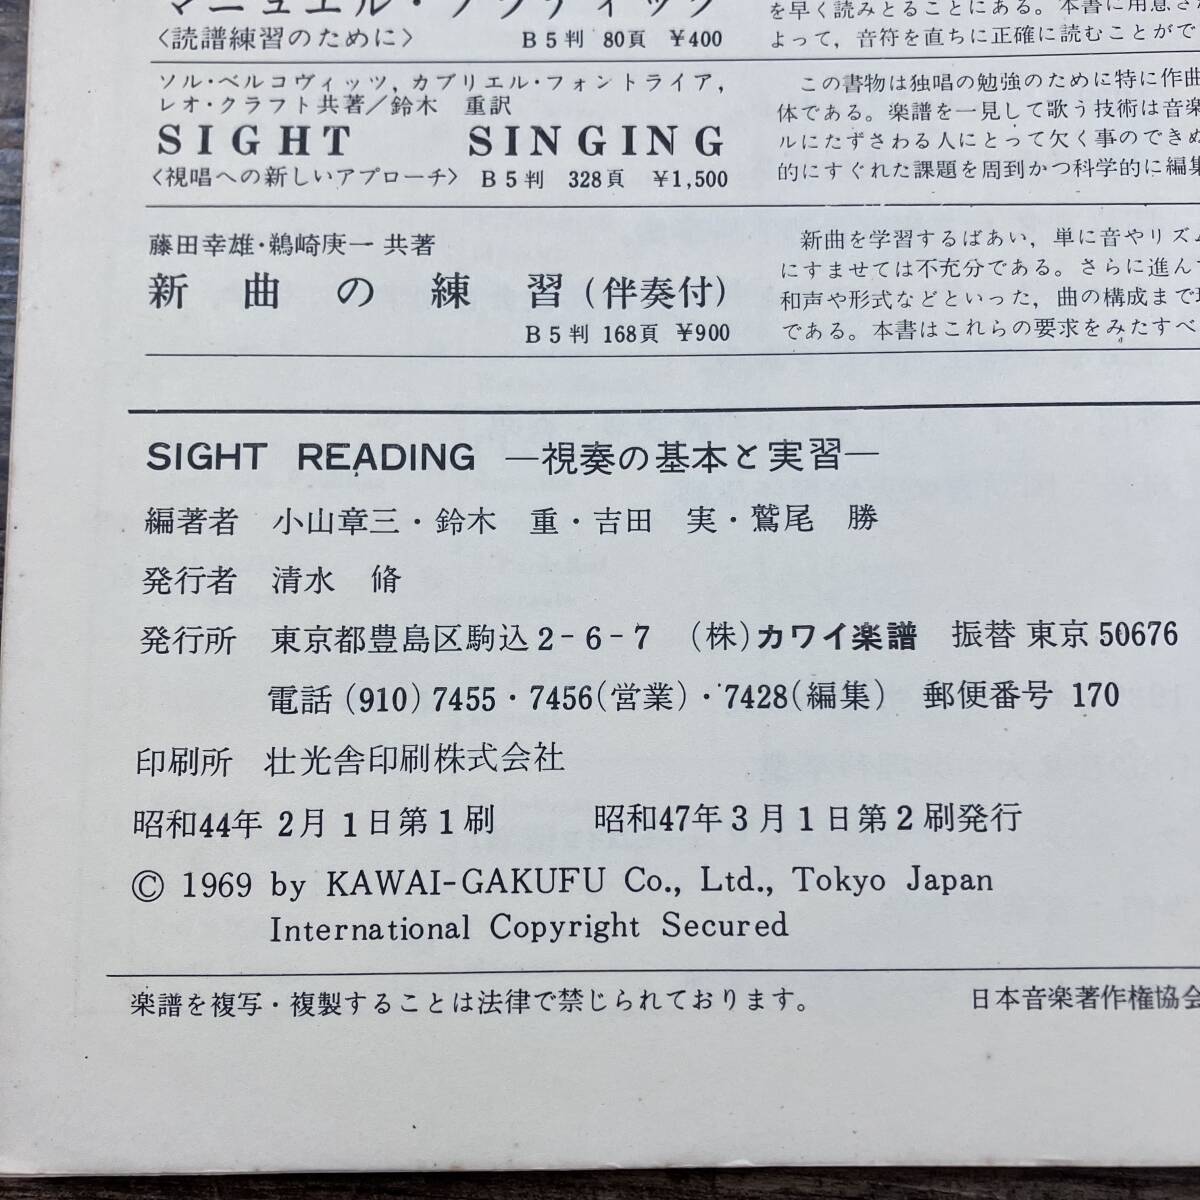 マニュエル・
を早く読みとることにある。本書に用意さ
〈読譜練習のために〉 B5判 80頁 ¥400
よって，音符を直ちに正確に読むことがで
ソル・ベルコヴィッツ，カブリエル・フォントライア，
レオ・クラフト共著／鈴木 重訳
SIGHT SINGING
〈視唱への新しいアプローチ〉 B5判 328頁 ¥1,500
この書物は独唱の勉強のために特に作曲
体である。楽譜を一見して歌う技術は音楽
ルにたずさわる人にとって欠く事のできぬ
的にすぐれた課題を周到かつ科学的に編集
藤田幸雄・鵜崎庚一 共著
新曲の練習（伴奏付）
B5判 168頁 ¥900
新曲を学習するばあい，単に音やリズム
にすませては不充分である。さらに進んで
和声や形式などといった，曲の構成まで
である。本書はこれらの要求をみたすべ
SIGHT READING —視奏の基本と実習—
編著者 小山章三・鈴木 重・吉田 実・鷲尾 勝
発行者 清水 脩
発行所 東京都豊島区駒込2-6-7 (株)カワイ楽譜 振替 東京 50676
電話(910)7455・7456(営業)・7428(編集) 郵便番号 170
印刷所 壮光舎印刷株式会社
昭和44年2月1日第1刷 昭和47年3月1日第2刷発行
© 1969 by KAWAI-GAKUFU Co., Ltd., Tokyo Japan
International Copyright Secured
楽譜を複写・複製することは法律で禁じられております。 日本音楽著作権協会